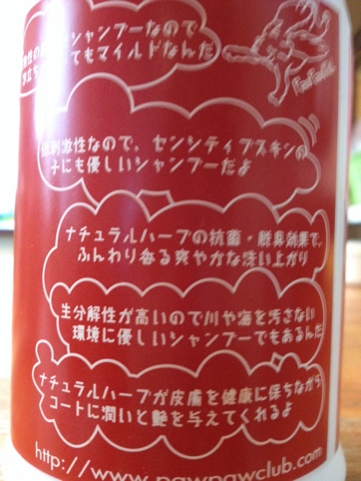 シャンプーなので
てもマイルドなんだ
低刺激性なので、センシティブスキンの
子にも優しいシャンプーだよ
ナチュラルハーブの抗菌・脱臭効果で、
ふんわり香る爽やかな洗い上がり
生分解性が高いので川や海を汚さない
環境に優しいシャンプーでもあるんだ
ナチュラルハーブが皮膚を健康に保ちながら
コートに潤いと艶を与えてくれるよ
http://www.pawpawclub.com